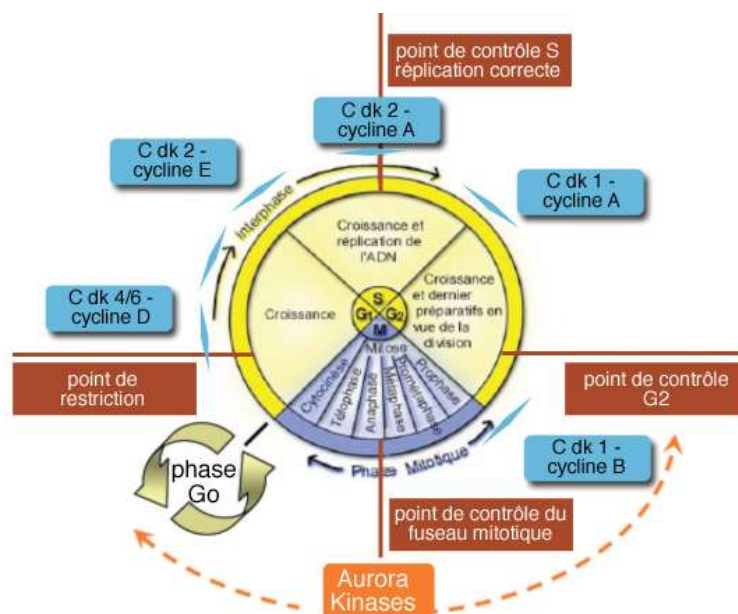 point de contrôle S
réplication correcte
C dk 2 -
cycline A
C dk 2 -
cycline E
C dk 1 -
cycline A
Interphase
Croissance et
réplication de
l'ADN
C dk 4/6 -
cycline D
Croissance
Croissance
et dernier
préparatifs en
vue de la
division
S
G1
G2
M
Mitose
point de
restriction
point de contrôle
G2
Cytocinèse
Télophase
Anaphase
Métaphase
Prométaphase
Prophase
C dk 1 -
cycline B
Phase Mitotique
phase
Go
point de contrôle du
fuseau mitotique
Aurora
Kinases